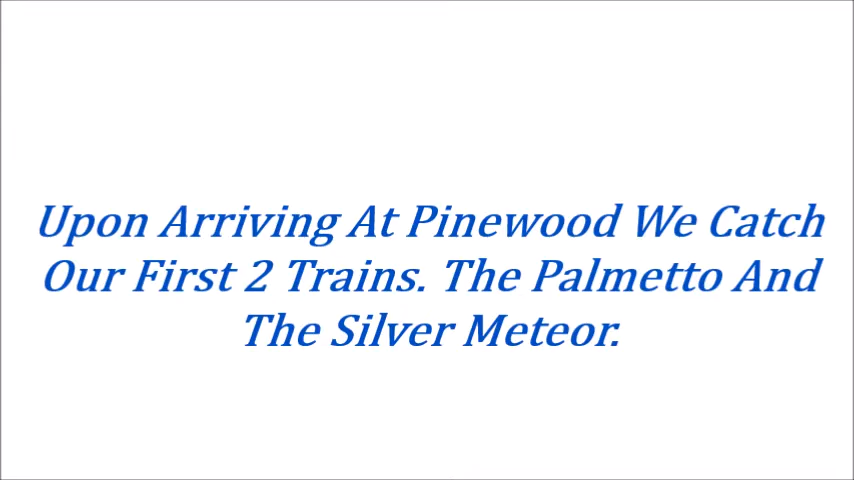 Upon Arriving At Pinewood We Catch
Our First 2 Trains. The Palmetto And
The Silver Meteor.